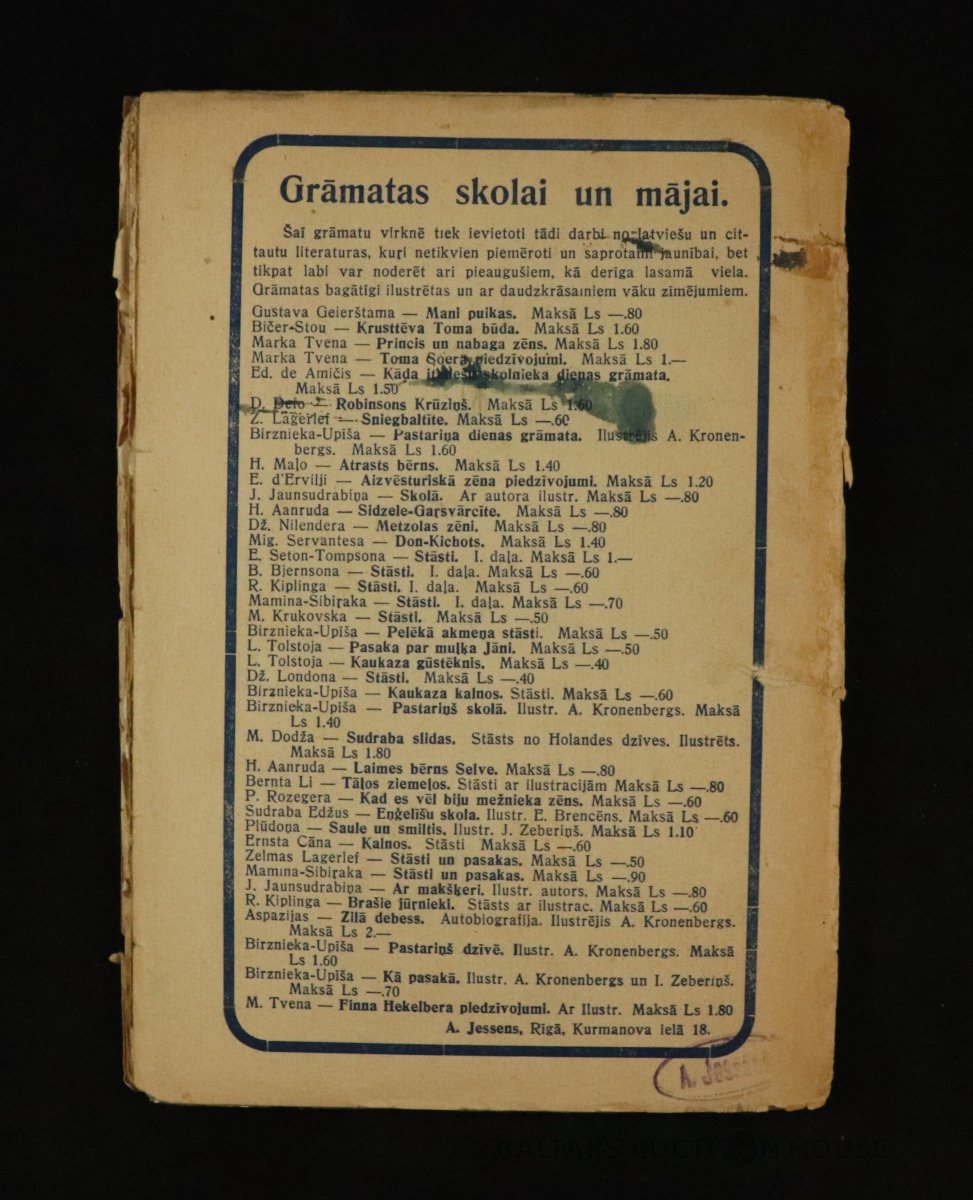 Grāmatas skolai un mājai.
Šai grāmatu virknē tiek ievietoti tādi darbi no latviešu un cit-
tautu literaturas, kuŗi netikvien piemēroti un saprotami jaunībai, bet
tikpat labi var noderēt ari pieaugušiem, kā derīga lasamā viela.
Grāmatas bagātīgi ilustrētas un ar daudzkrāsainiem vāku zīmējumiem.
Gustava Geierštama — Mani puikas. Maksā Ls —.80
Bičer-Stou — Krusttēva Toma būda. Maksā Ls 1.60
Marka Tvena — Princis un nabaga zēns. Maksā Ls 1.80
Marka Tvena — Toma Soera piedzīvojumi. Maksā Ls 1.—
Ed. de Amičis — Kāda itāliešu skolnieka dienas grāmata.
Maksā Ls 1.50
D. Defo — Robinsons Krūziņš. Maksā Ls 1.60
Z. Lagerlef — Sniegbaltīte. Maksā Ls —.60
Birznieka-Upīša — Pastariņa dienas grāmata. Ilustrējis A. Kronen-
bergs. Maksā Ls 1.60
H. Maļo — Atrasts bērns. Maksā Ls 1.40
E. d'Ervilji — Aizvēsturiskā zēna piedzīvojumi. Maksā Ls 1.20
J. Jaunsudrabiņa — Skolā. Ar autora ilustr. Maksā Ls —.80
H. Aanruda — Sidzele-Garsvārcīte. Maksā Ls —.80
Dž. Nilendera — Metzolas zēni. Maksā Ls —.80
Mig. Servantesa — Don-Kichots. Maksā Ls 1.40
E. Seton-Tompsona — Stāsti. I. daļa. Maksā Ls 1.—
B. Bjernsona — Stāsti. I. daļa. Maksā Ls —.60
R. Kiplinga — Stāsti. I. daļa. Maksā Ls —.60
Mamina-Sibiŗaka — Stāsti. I. daļa. Maksā Ls —.70
M. Krukovska — Stāsti. Maksā Ls —.50
Birznieka-Upīša — Pelēkā akmeņa stāsti. Maksā Ls —.50
L. Tolstoja — Pasaka par muļķa Jāni. Maksā Ls —.50
L. Tolstoja — Kaukaza gūsteknis. Maksā Ls —.40
Dž. Londona — Stāsti. Maksā Ls —.40
Birznieka-Upīša — Kaukaza kalnos. Stāsti. Maksā Ls —.60
Birznieka-Upīša — Pastariņš skolā. Ilustr. A. Kronenbergs. Maksā
Ls 1.40
M. Dodža — Sudraba slidas. Stāsts no Holandes dzīves. Ilustrēts.
Maksā Ls 1.80
H. Aanruda — Laimes bērns Selve. Maksā Ls —.80
Bernta Li — Tāļos ziemeļos. Stāsti ar ilustracijām Maksā Ls —.80
P. Rozegera — Kad es vēl biju mežnieka zēns. Maksā Ls —.60
Sudraba Edžus — Eņģelīšu skola. Ilustr. E. Brencēns. Maksā Ls —.60
Plūdoņa — Saule un smiltis. Ilustr. J. Zeberiņš. Maksā Ls 1.10
Ernsta Cāna — Kalnos. Stāsti Maksā Ls —.60
Zelmas Lagerlef — Stāsti un pasakas. Maksā Ls —.50
Mamina-Sibiŗaka — Stāsti un pasakas. Maksā Ls —.90
J. Jaunsudrabiņa — Ar makšķeri. Ilustr. autors. Maksā Ls —.80
R. Kiplinga — Brašie jūrnieki. Stāsts ar ilustrac. Maksā Ls —.60
Aspazijas — Zilā debess. Autobiografija. Ilustrējis A. Kronenbergs.
Maksā Ls 2.—
Birznieka-Upīša — Pastariņš dzīvē. Ilustr. A. Kronenbergs. Maksā
Ls 1.60
Birznieka-Upīša — Kā pasakā. Ilustr. A. Kronenbergs un I. Zeberiņš.
Maksā Ls —.70
M. Tvena — Finna Hekelbera piedzīvojumi. Ar Ilustr. Maksā Ls 1.80
A. Jessens, Rīgā, Kurmanova ielā 18.
A.
BALTARS AUCTION HOUSE